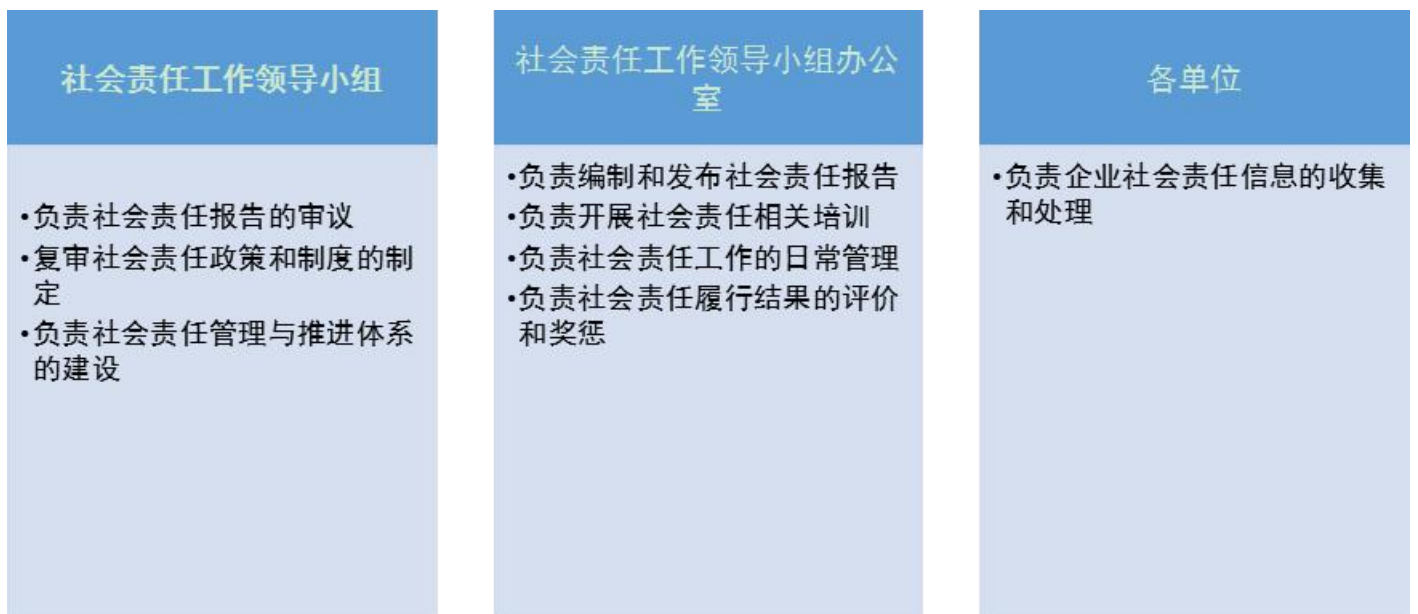 社会责任工作领导小组
•负责社会责任报告的审议
•复审社会责任政策和制度的制
定
•负责社会责任管理与推进体系
的建设
社会责任工作领导小组办公
室
•负责编制和发布社会责任报告
•负责开展社会责任相关培训
•负责社会责任工作的日常管理
•负责社会责任履行结果的评价
和奖惩
各单位
•负责企业社会责任信息的收集
和处理